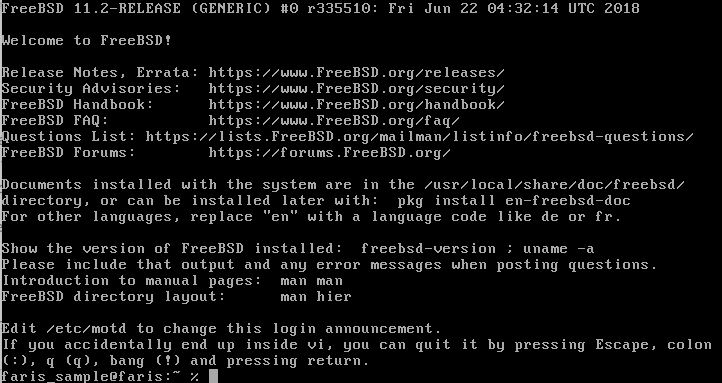 FreeBSD 11.2-RELEASE (GENERIC) #0 r335510: Fri Jun 22 04:32:14 UTC 2018
Welcome to FreeBSD!
Release Notes, Errata: https://www.FreeBSD.org/releases/
Security Advisories:   https://www.FreeBSD.org/security/
FreeBSD Handbook:      https://www.FreeBSD.org/handbook/
FreeBSD FAQ:           https://www.FreeBSD.org/faq/
Questions List: https://lists.FreeBSD.org/mailman/listinfo/freebsd-questions/
FreeBSD Forums:        https://forums.FreeBSD.org/
Documents installed with the system are in the /usr/local/share/doc/freebsd/
directory, or can be installed later with:  pkg install en-freebsd-doc
For other languages, replace "en" with a language code like de or fr.
Show the version of FreeBSD installed:  freebsd-version ; uname -a
Please include that output and any error messages when posting questions.
Introduction to manual pages:  man man
FreeBSD directory layout:      man hier
Edit /etc/motd to change this login announcement.
If you accidentally end up inside vi, you can quit it by pressing Escape, colon
(:), q (q), bang (!) and pressing return.
faris_sample@faris:~ %